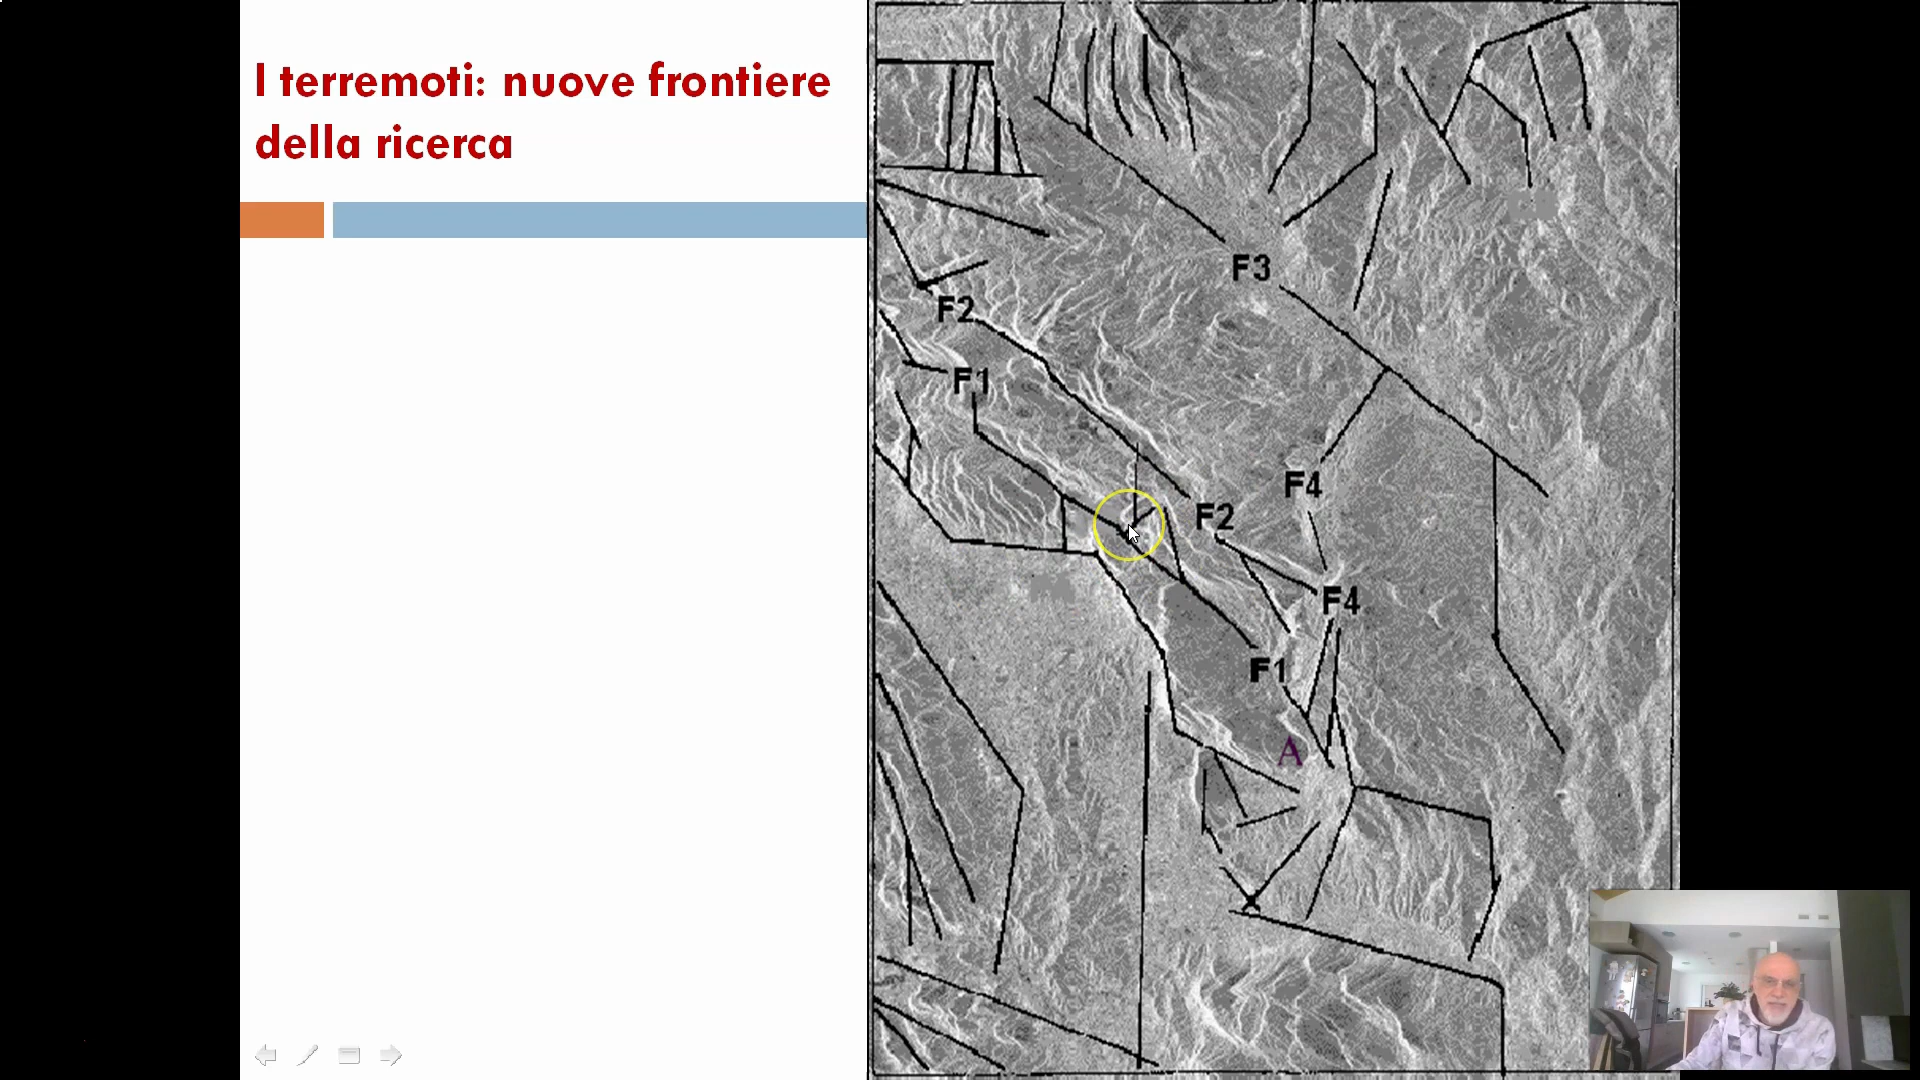 I terremoti: nuove frontiere
della ricerca
F3
F2
F1
F4
F2
F4
F1
A